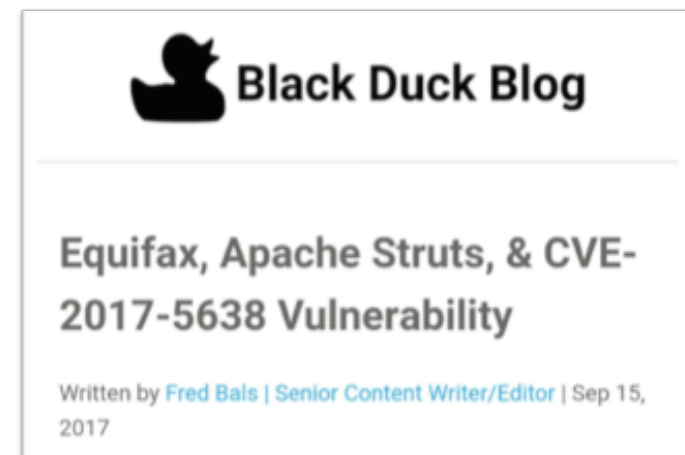 Black Duck Blog
Equifax, Apache Struts, & CVE-
2017-5638 Vulnerability
Written by Fred Bals | Senior Content Writer/Editor | Sep 15,
2017